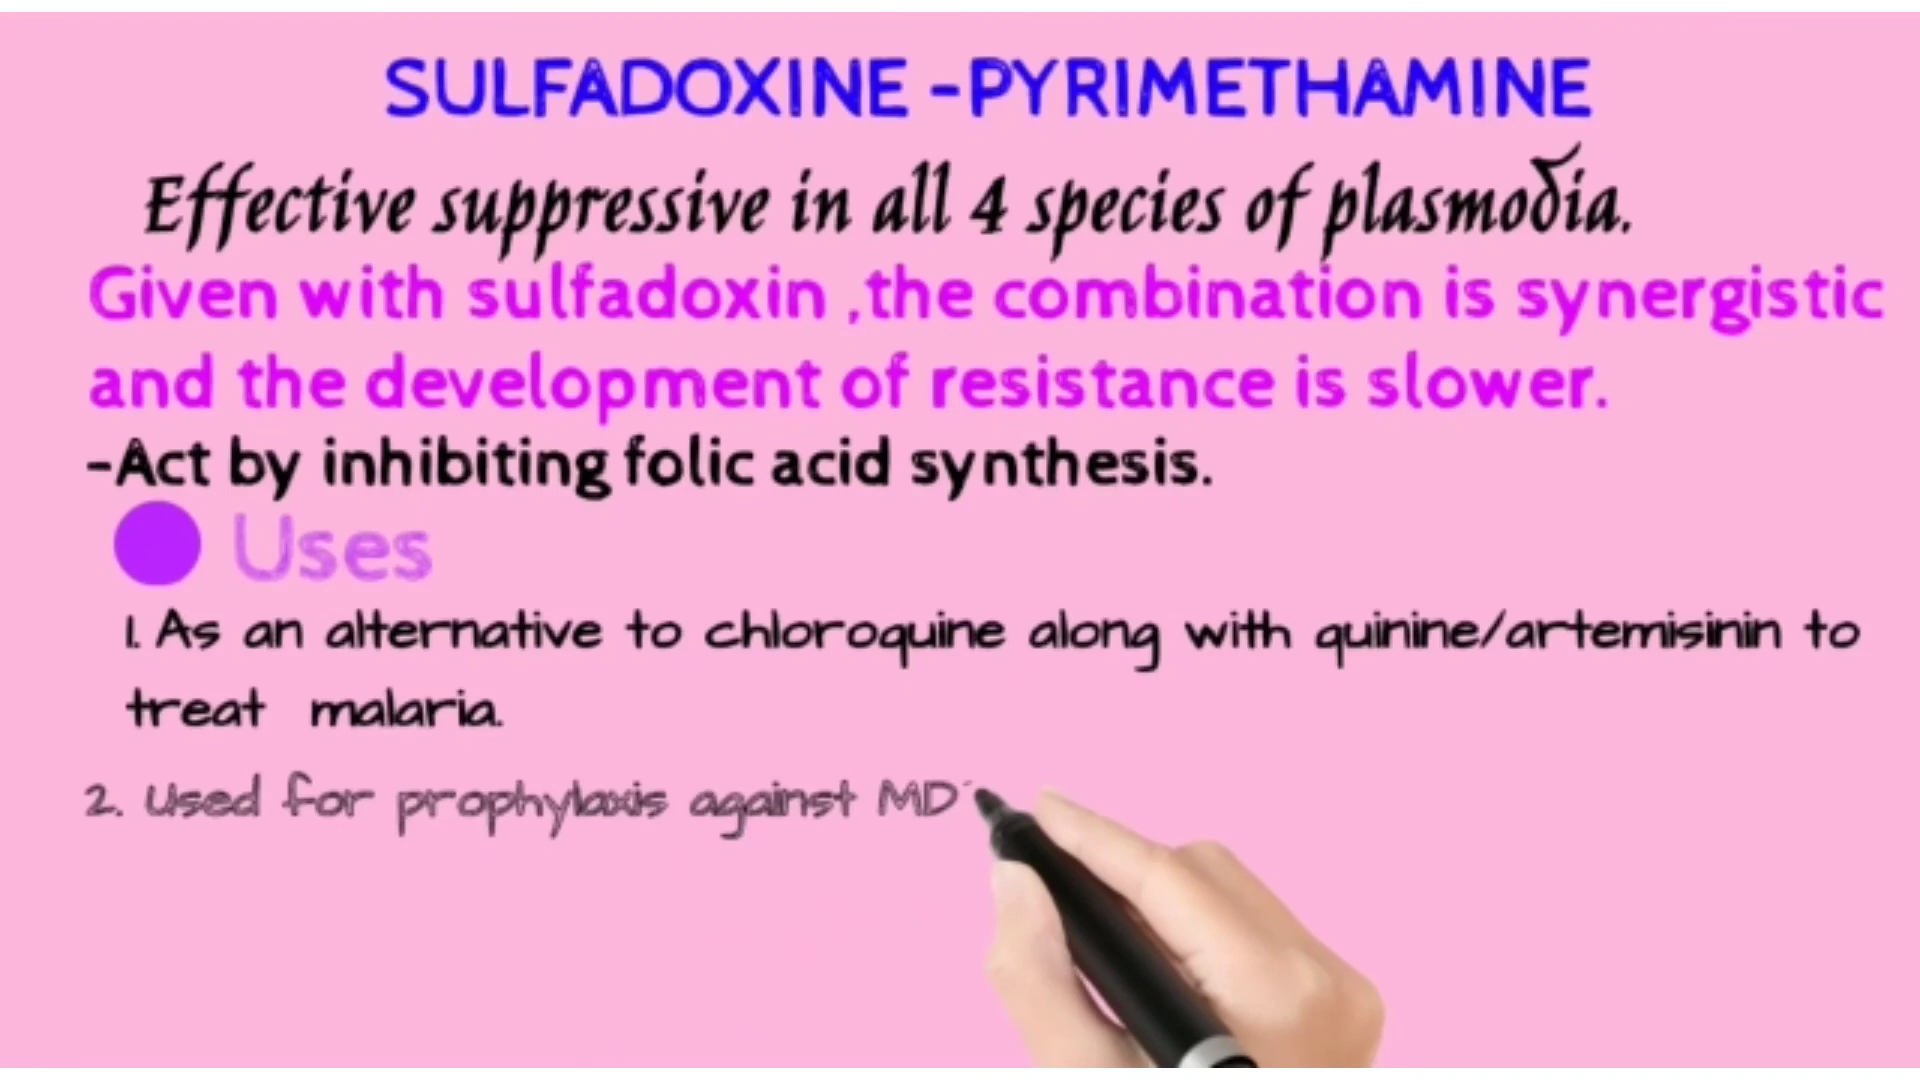 SULFADOXINE -PYRIMETHAMINE
Effective suppressive in all 4 species of plasmodia.
Given with sulfadoxin ,the combination is synergistic
and the development of resistance is slower.
-Act by inhibiting folic acid synthesis.
Uses
1. As an alternative to chloroquine along with quinine/artemisinin to
treat malaria.
2. Used for prophylaxis against